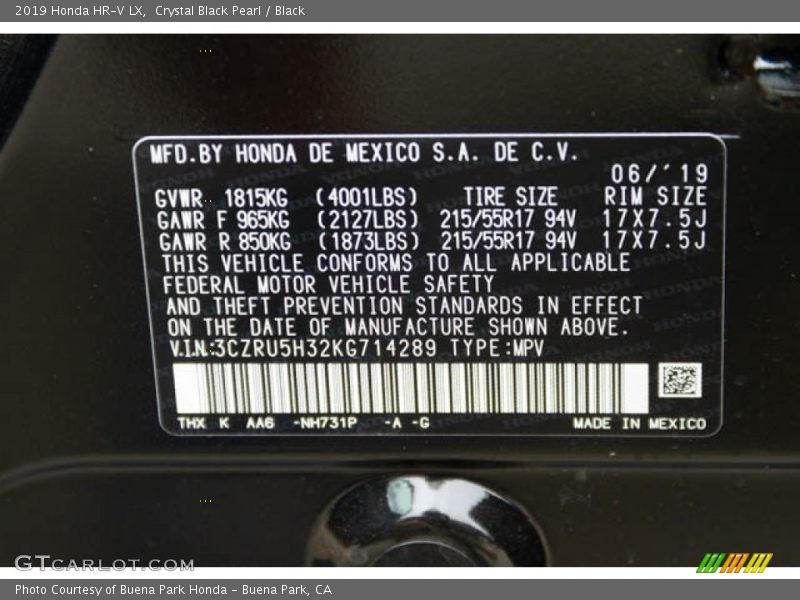 2019 Honda HR-V LX,  Crystal Black Pearl / Black
MFD.BY HONDA DE MEXICO S.A. DE C.V.
06/'19
GVWR 1815KG (4001LBS) TIRE SIZE RIM SIZE
GAWR F 965KG (2127LBS) 215/55R17 94V 17X7.5J
GAWR R 850KG (1873LBS) 215/55R17 94V 17X7.5J
THIS VEHICLE CONFORMS TO ALL APPLICABLE
FEDERAL MOTOR VEHICLE SAFETY
AND THEFT PREVENTION STANDARDS IN EFFECT
ON THE DATE OF MANUFACTURE SHOWN ABOVE.
V.I.N.:3CZRU5H32KG714289 TYPE:MPV
THX K AA6 -NH731P -A -G MADE IN MEXICO
GTCARLOT.COM
Photo Courtesy of Buena Park Honda - Buena Park, CA